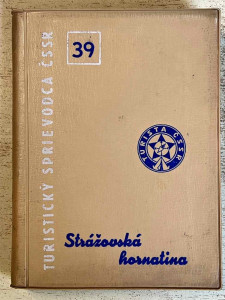 TURISTICKÝ SPRIEVODCA ČSSR
39
TURISTA ČSSR
Strážovská
hornatina